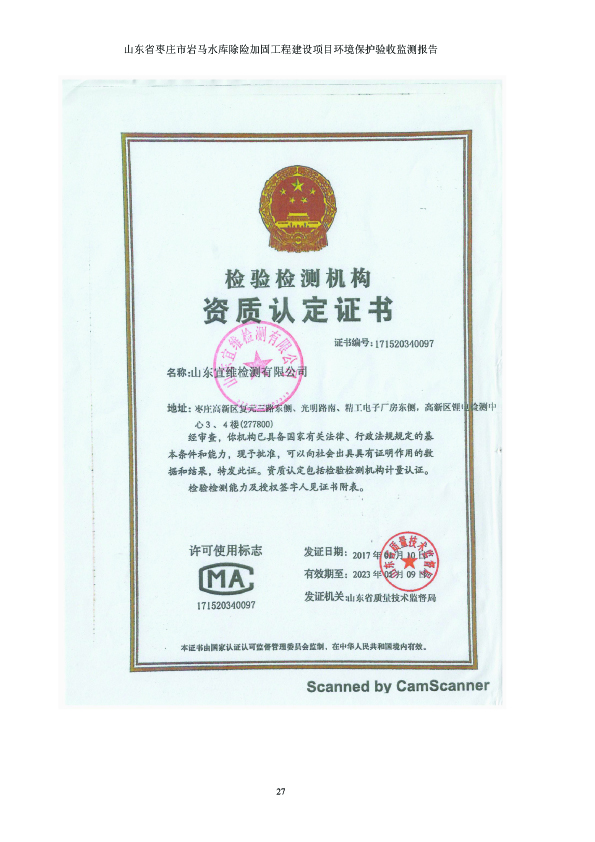 山东省枣庄市岩马水库除险加固工程建设项目环境保护验收监测报告
检验检测机构
资质认定证书
证书编号:171520340097
名称:山东宜维检测有限公司
地址: 枣庄高新区复元三路东侧、光明路南、精工电子厂房东侧, 高新区锂电检测中
心3、4楼(277800)
经审查, 你机构已具备国家有关法律、行政法规规定的基
本条件和能力, 现予批准, 可以向社会出具具有证明作用的数
据和结果, 特发此证。资质认定包括检验检测机构计量认证。
检验检测能力及授权签字人见证书附表。
许可使用标志
MA
171520340097
发证日期: 2017年 月10日
有效期至: 2023年 月09日
发证机关:山东省质量技术监督局
本证书由国家认证认可监督管理委员会监制, 在中华人民共和国境内有效。
Scanned by CamScanner
27